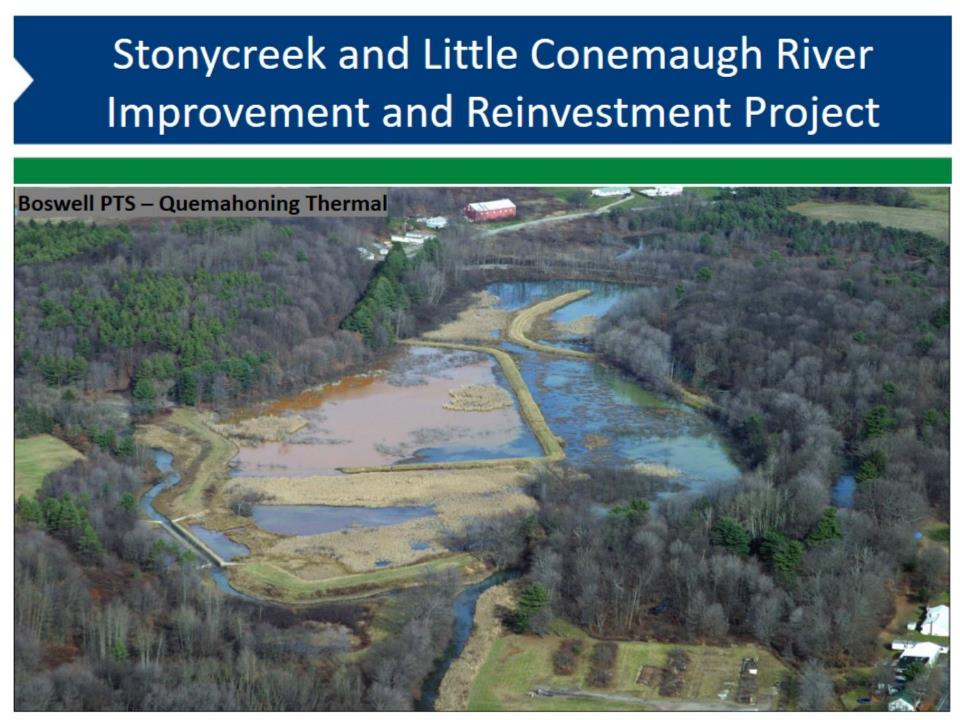 Stonycreek and Little Conemaugh River
Improvement and Reinvestment Project
Boswell PTS – Quemahoning Thermal